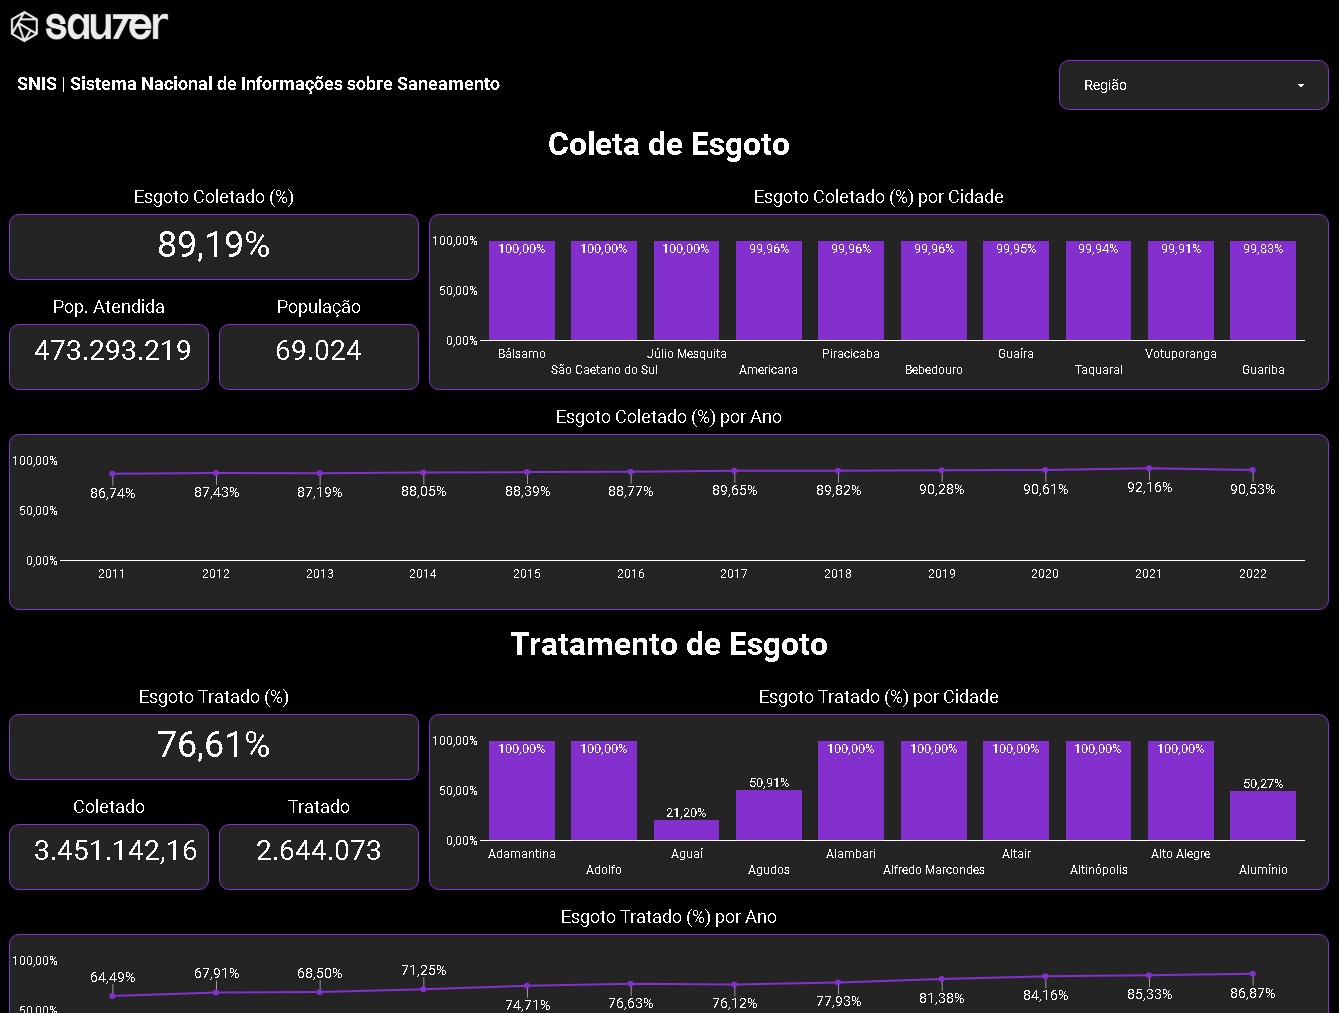 sauter
SNIS | Sistema Nacional de Informações sobre Saneamento
Região
Coleta de Esgoto
Esgoto Coletado (%)
89,19%
Pop. Atendida
População
473.293.219
69.024
Esgoto Coletado (%) por Cidade
100,00%
50,00%
0,00%
100,00% 100,00% 100,00% 99,96% 99,96% 99,96% 99,95% 99,94% 99,91% 99,83%
Bálsamo Júlio Mesquita Piracicaba Guaíra Votuporanga
São Caetano do Sul Americana Bebedouro Taquaral Guariba
Esgoto Coletado (%) por Ano
100,00%
50,00%
0,00%
86,74% 87,43% 87,19% 88,05% 88,39% 88,77% 89,65% 89,82% 90,28% 90,61% 92,16% 90,53%
2011 2012 2013 2014 2015 2016 2017 2018 2019 2020 2021 2022
Tratamento de Esgoto
Esgoto Tratado (%)
76,61%
Coletado
Tratado
3.451.142,16
2.644.073
Esgoto Tratado (%) por Cidade
100,00%
50,00%
0,00%
100,00% 100,00% 21,20% 50,91% 100,00% 100,00% 100,00% 100,00% 100,00% 50,27%
Adamantina Aguaí Alambari Altair Alto Alegre
Adolfo Agudos Alfredo Marcondes Altinópolis Alumínio
Esgoto Tratado (%) por Ano
100,00%
50,00%
64,49% 67,91% 68,50% 71,25% 74,71% 76,63% 76,12% 77,93% 81,38% 84,16% 85,33% 86,87%